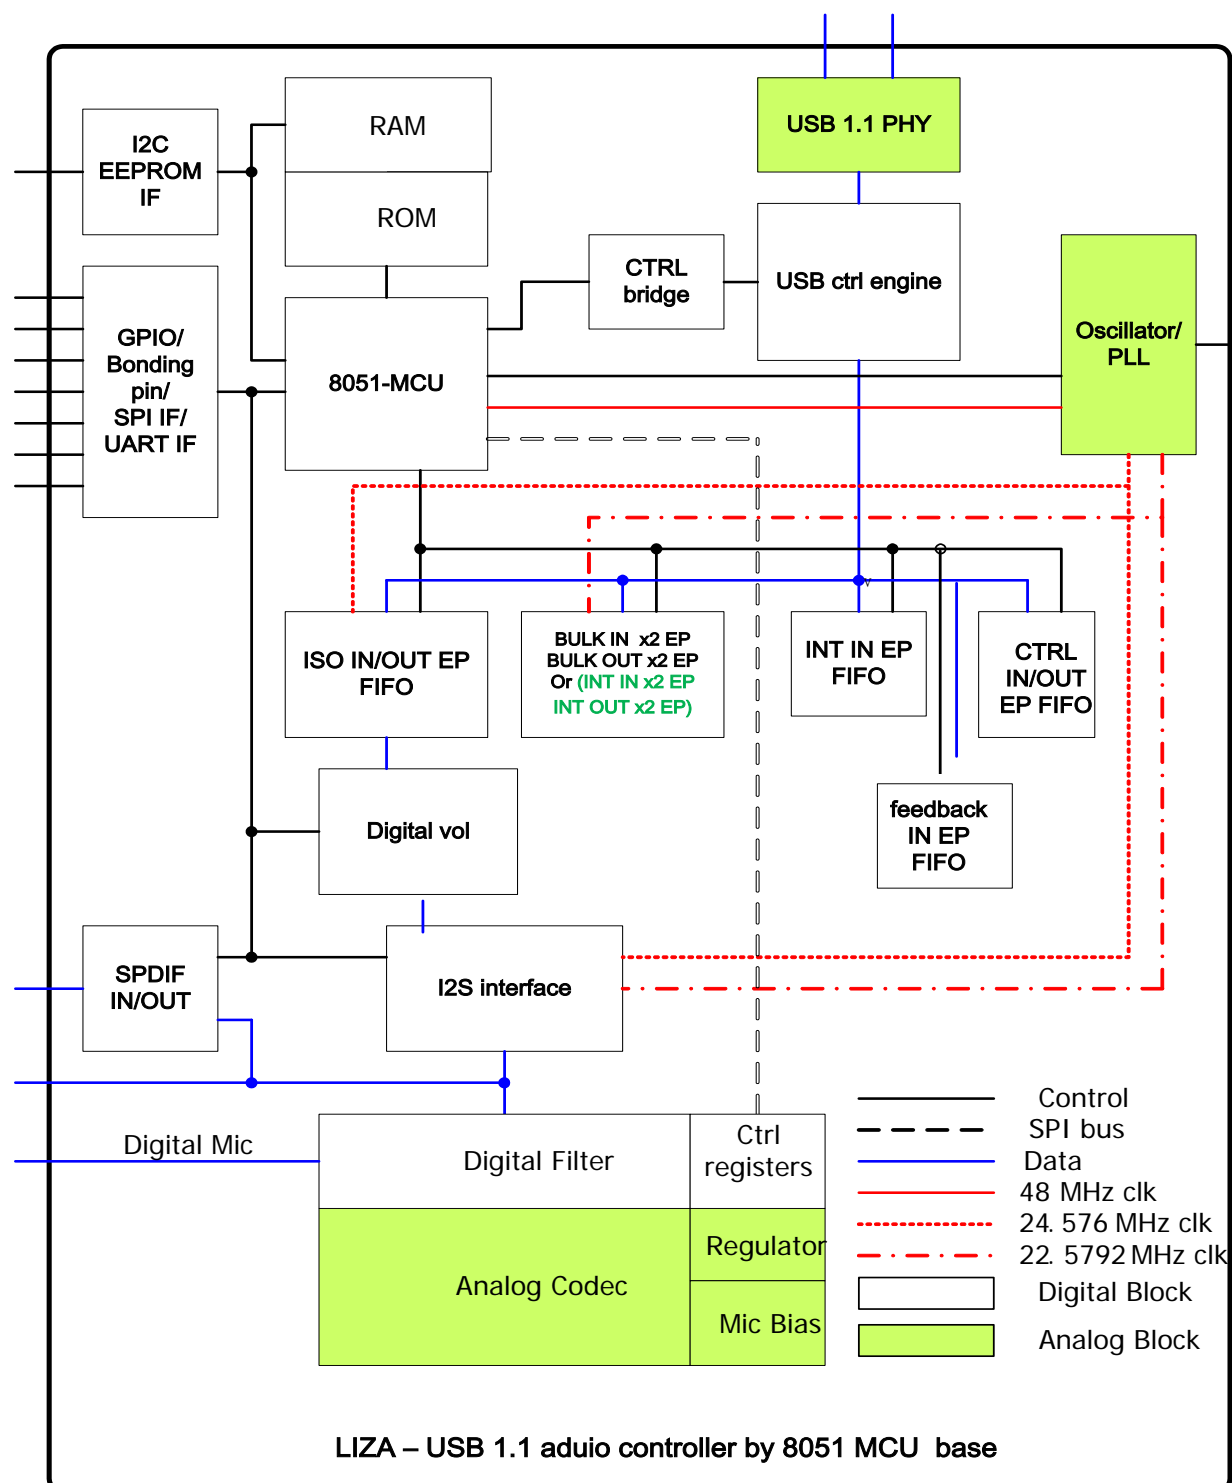 I2C
EEPROM
IF
RAM
ROM
USB 1.1 PHY
CTRL
bridge
USB ctrl engine
Oscillator/
PLL
GPIO/
Bonding
pin/
SPI IF/
UART IF
8051-MCU
ISO IN/OUT EP
FIFO
BULK IN x2 EP
BULK OUT x2 EP
Or (INT IN x2 EP
INT OUT x2 EP)
INT IN EP
FIFO
CTRL
IN/OUT
EP FIFO
Digital vol
feedback
IN EP
FIFO
SPDIF
IN/OUT
I2S interface
Digital Mic
Digital Filter
Ctrl
registers
Analog Codec
Regulator
Mic Bias
Control
SPI bus
Data
48 MHz clk
24. 576 MHz clk
22. 5792 MHz clk
Digital Block
Analog Block
LIZA – USB 1.1 aduio controller by 8051 MCU base